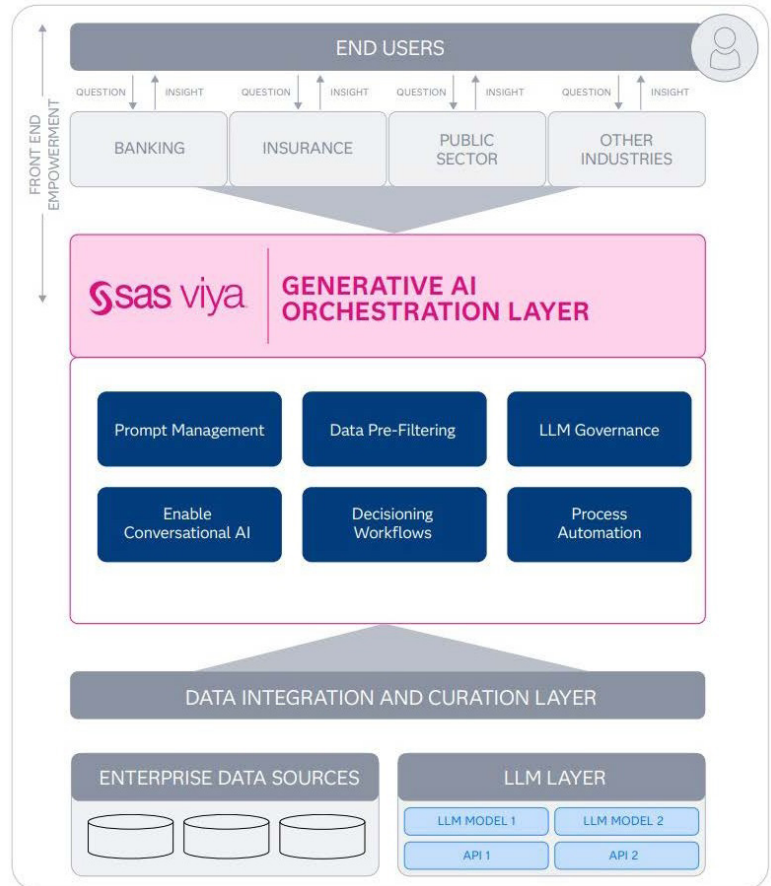 END USERS
QUESTION INSIGHT QUESTION INSIGHT QUESTION INSIGHT QUESTION INSIGHT
FRONT END
EMPOWERMENT
BANKING
INSURANCE
PUBLIC
SECTOR
OTHER
INDUSTRIES
sas viya
GENERATIVE AI
ORCHESTRATION LAYER
Prompt Management
Data Pre-Filtering
LLM Governance
Enable
Conversational AI
Decisioning
Workflows
Process
Automation
DATA INTEGRATION AND CURATION LAYER
ENTERPRISE DATA SOURCES
LLM LAYER
LLM MODEL 1
LLM MODEL 2
API 1
API 2